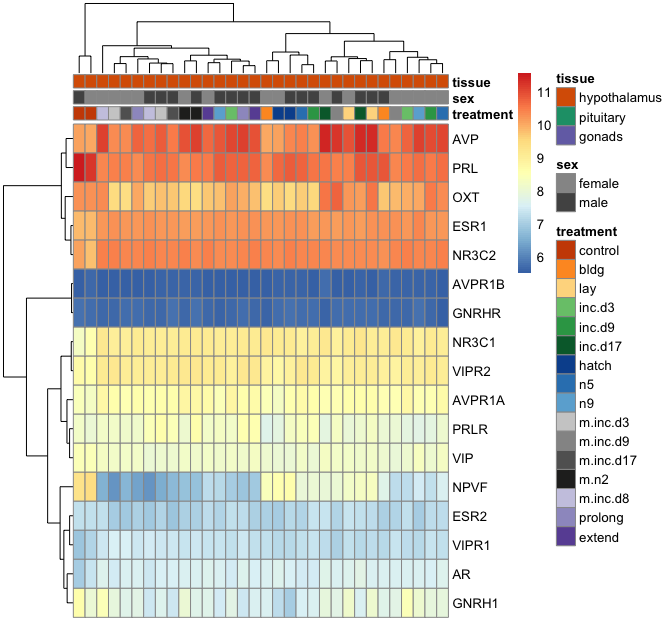 tissue
sex
treatment
AVP
PRL
OXT
ESR1
NR3C2
AVPR1B
GNRHR
NR3C1
VIPR2
AVPR1A
PRLR
VIP
NPVF
ESR2
VIPR1
AR
GNRH1
11
10
9
8
7
6
tissue
hypothalamus
pituitary
gonads
sex
female
male
treatment
control
bldg
lay
inc.d3
inc.d9
inc.d17
hatch
n5
n9
m.inc.d3
m.inc.d9
m.inc.d17
m.n2
m.inc.d8
prolong
extend